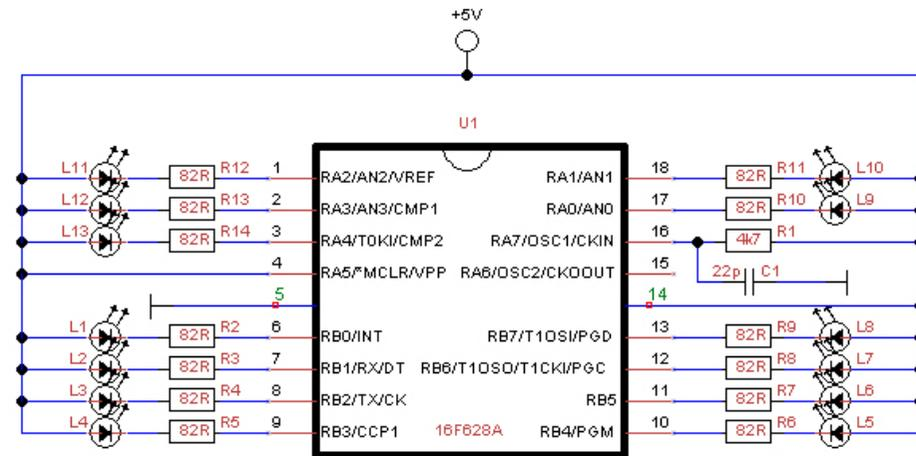 +5V
U1
L11 82R R12 1 RA2/AN2/VREF RA1/AN1 18 82R R11 L10
L12 82R R13 2 RA3/AN3/CMP1 RA0/AN0 17 82R R10 L9
L13 82R R14 3 RA4/T0KI/CMP2 RA7/OSC1/CKIN 16 4k7 R1
4 RA5/*MCLR/VPP RA6/OSC2/CKOOUT 15 22p C1
5 14
L1 82R R2 6 RB0/INT RB7/T1OSI/PGD 13 82R R9 L8
L2 82R R3 7 RB1/RX/DT RB6/T1OSO/T1CKI/PGC 12 82R R8 L7
L3 82R R4 8 RB2/TX/CK RB5 11 82R R7 L6
L4 82R R5 9 RB3/CCP1 16F628A RB4/PGM 10 82R R6 L5